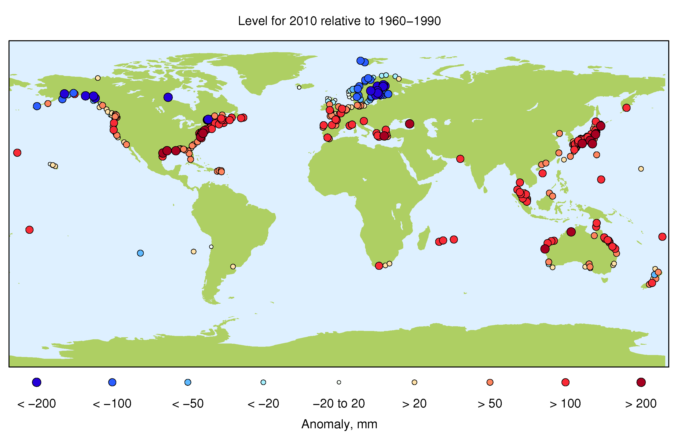 Level for 2010 relative to 1960−1990
< −200 < −100 < −50 < −20 −20 to 20 > 20 > 50 > 100 > 200
Anomaly, mm